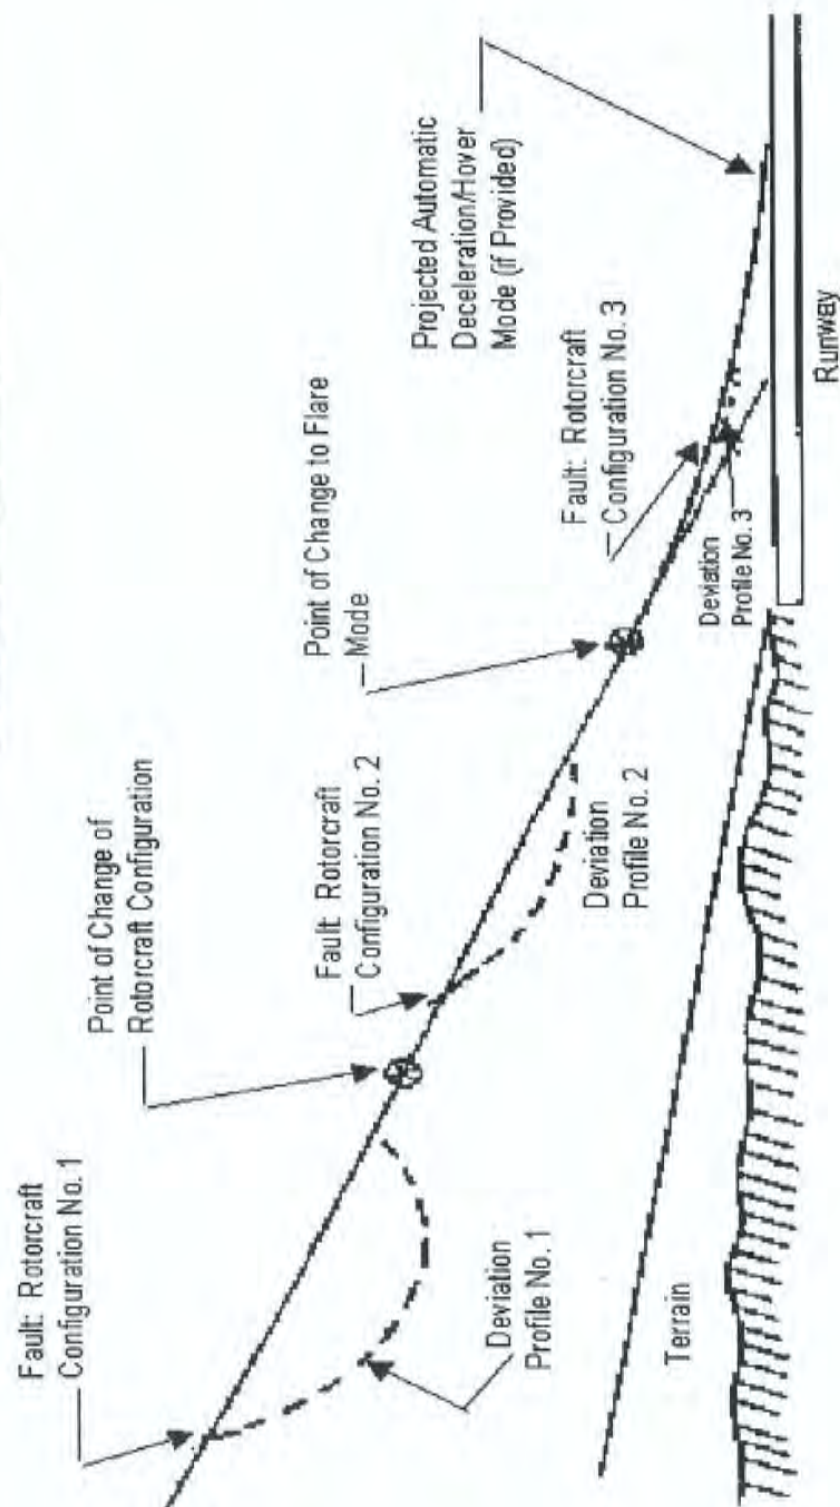 Fault: Rotorcraft
Configuration No. 1
Point of Change of
Rotorcraft Configuration
Fault: Rotorcraft
Configuration No. 2
Point of Change to Flare
Mode
Projected Automatic
Deceleration/Hover
Mode (if Provided)
Fault: Rotorcraft
Configuration No. 3
Deviation
Profile No. 1
Deviation
Profile No. 2
Deviation
Profile No. 3
Terrain
Runway